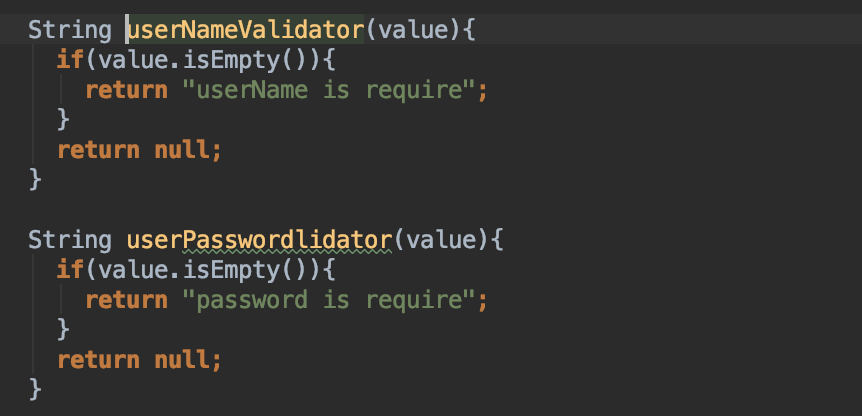 String userNameValidator(value){
if(value.isEmpty()){
return "userName is require";
}
return null;
}
String userPasswordlidator(value){
if(value.isEmpty()){
return "password is require";
}
return null;
}